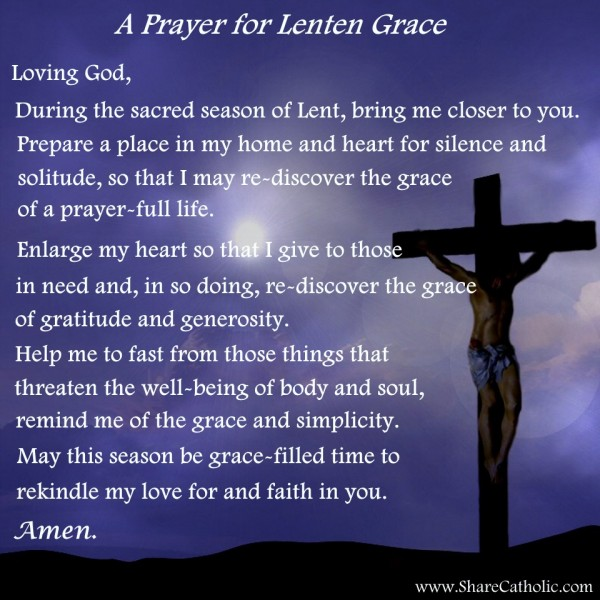 A Prayer for Lenten Grace
Loving God,
During the sacred season of Lent, bring me closer to you.
Prepare a place in my home and heart for silence and
solitude, so that I may re-discover the grace
of a prayer-full life.
Enlarge my heart so that I give to those
in need and, in so doing, re-discover the grace
of gratitude and generosity.
Help me to fast from those things that
threaten the well-being of body and soul,
remind me of the grace and simplicity.
May this season be grace-filled time to
rekindle my love for and faith in you.
Amen.
www.ShareCatholic.com